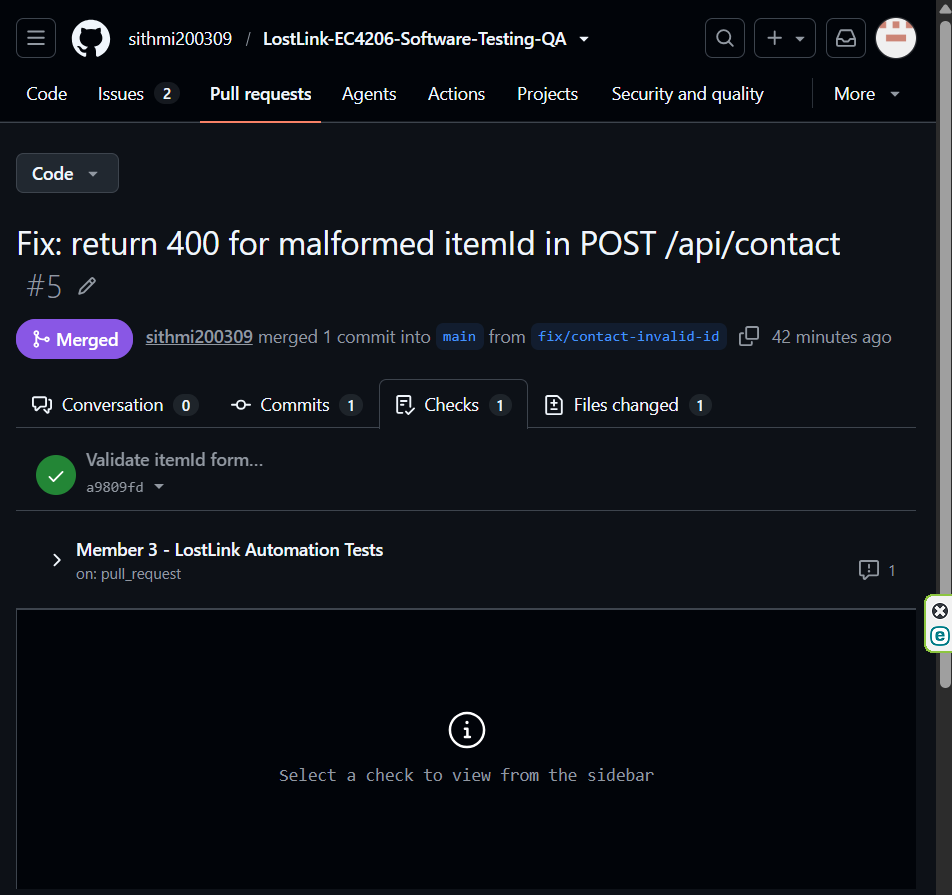 sithmi200309 / LostLink-EC4206-Software-Testing-QA
Code Issues 2 Pull requests Agents Actions Projects Security and quality More
Code
Fix: return 400 for malformed itemId in POST /api/contact
#5
Merged sithmi200309 merged 1 commit into main from fix/contact-invalid-id 42 minutes ago
Conversation 0 Commits 1 Checks 1 Files changed 1
Validate itemId form...
a9809fd
Member 3 - LostLink Automation Tests
on: pull_request
1
Select a check to view from the sidebar